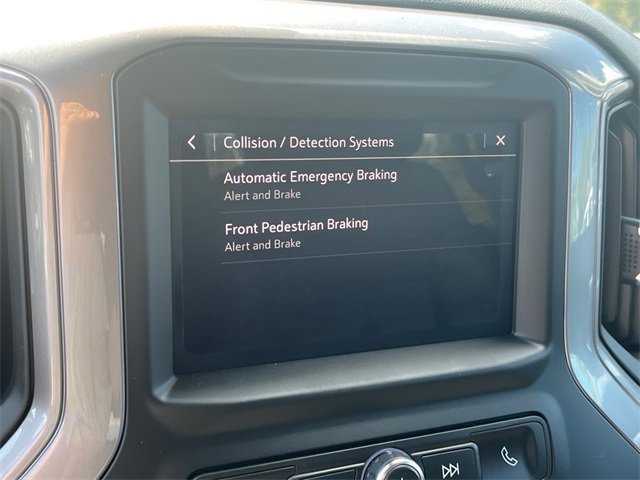 Collision / Detection Systems
Automatic Emergency Braking
Alert and Brake
Front Pedestrian Braking
Alert and Brake